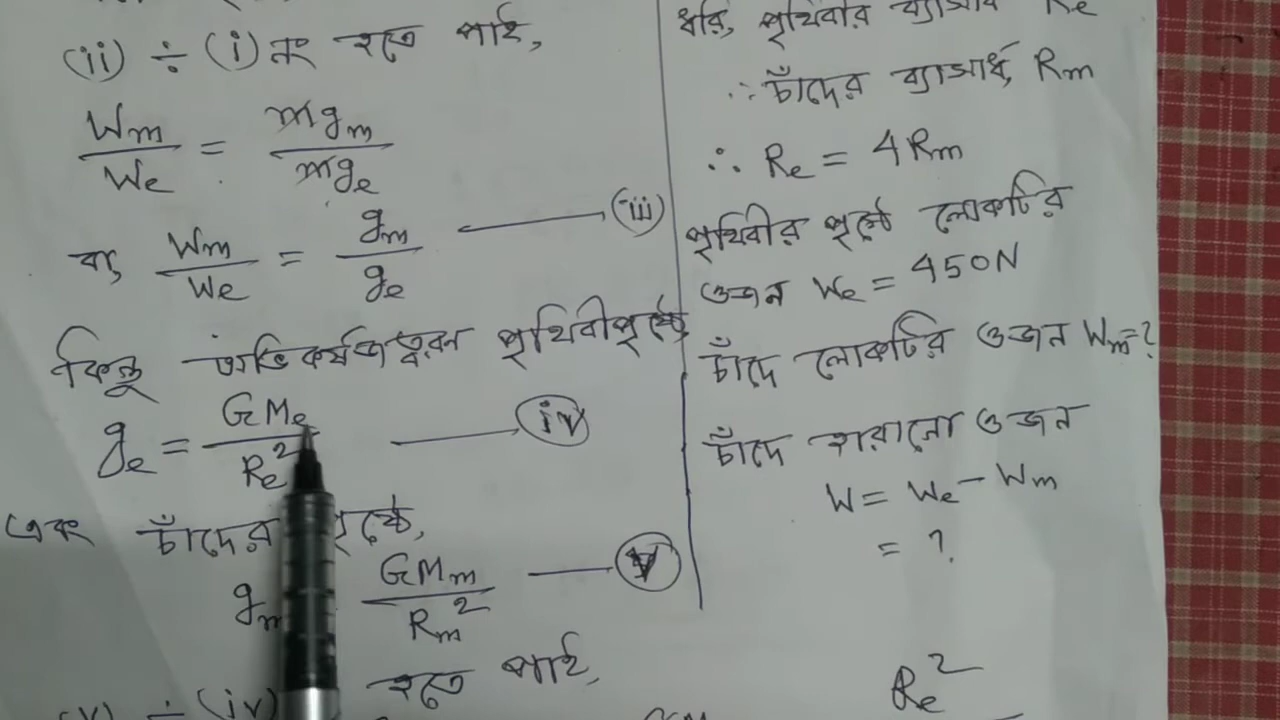 (ii) ÷ (i) নং হতে পাই,
Wm/We = mgm/mge
বা, Wm/We = gm/ge (iii)
কিন্তু অভিকর্ষজ ত্বরন পৃথিবীপৃষ্ঠে
ge = GMe/Re² (iv)
এবং চাঁদের পৃষ্ঠে,
gm GMm/Rm² (v)
(v) ÷ (iv) হতে পাই,
ধরি, পৃথিবীর ব্যাসার্ধ Re
∴ চাঁদের ব্যাসার্ধ, Rm
∴ Re = 4Rm
পৃথিবীর পৃষ্ঠে লোকটির
ওজন We = 450N
চাঁদে লোকটির ওজন Wm = ?
চাঁদে হারানো ওজন
W = We - Wm
= ?
Re²